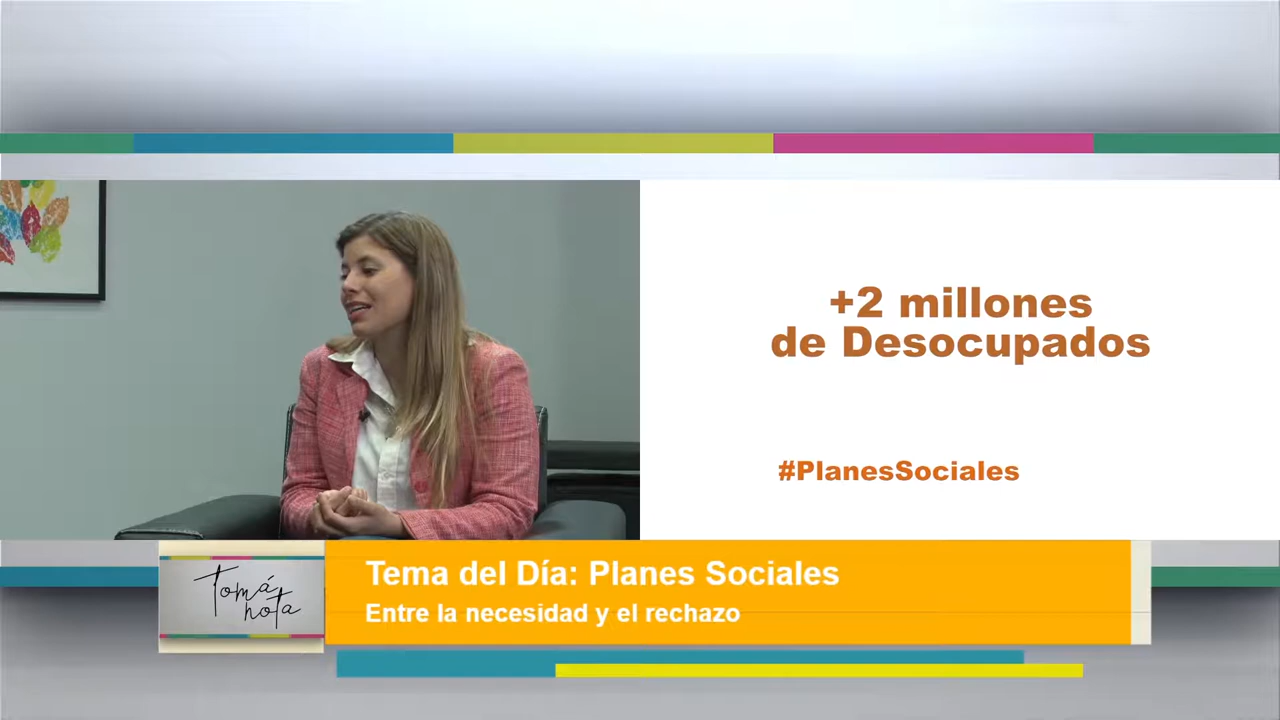 +2 millones
de Desocupados
#PlanesSociales
Tomá
nota
Tema del Día: Planes Sociales
Entre la necesidad y el rechazo